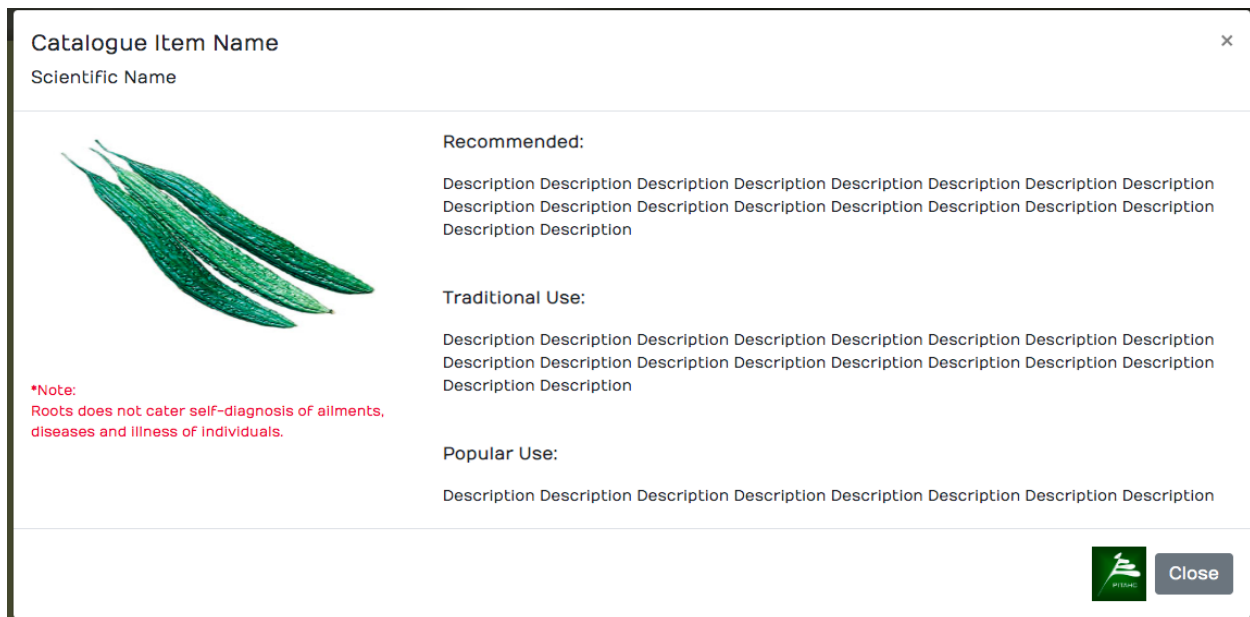 Catalogue Item Name
×
Scientific Name
Recommended:
Description Description Description Description Description Description Description Description
Description Description Description Description Description Description Description Description
Description Description
Traditional Use:
Description Description Description Description Description Description Description Description
Description Description Description Description Description Description Description Description
Description Description
*Note:
Roots does not cater self-diagnosis of ailments,
diseases and illness of individuals.
Popular Use:
Description Description Description Description Description Description Description Description
PITAHC
Close